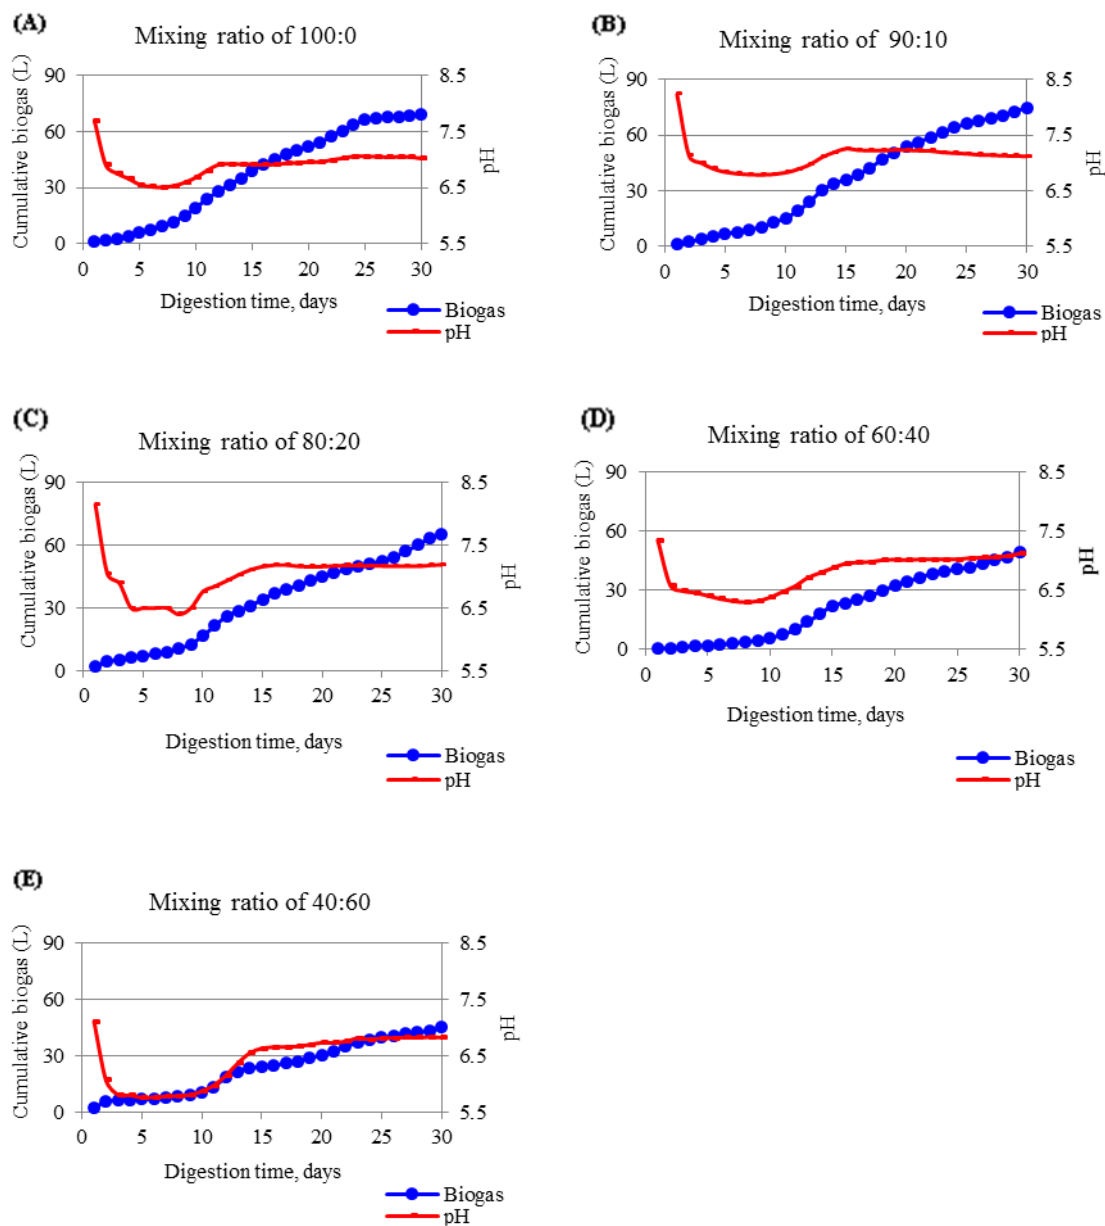 (A)
Mixing ratio of 100:0
Cumulative biogas (L)
90
60
30
0
8.5
7.5
6.5
5.5
pH
0 5 10 15 20 25 30
Digestion time, days
Biogas
pH
(B)
Mixing ratio of 90:10
Cumulative biogas (L)
90
60
30
0
8.5
7.5
6.5
5.5
pH
0 5 10 15 20 25 30
Digestion time, days
Biogas
pH
(C)
Mixing ratio of 80:20
Cumulative biogas (L)
90
60
30
0
8.5
7.5
6.5
5.5
pH
0 5 10 15 20 25 30
Digestion time, days
Biogas
pH
(D)
Mixing ratio of 60:40
Cumulative biogas (L)
90
60
30
0
8.5
7.5
6.5
5.5
pH
0 5 10 15 20 25 30
Digestion time, days
Biogas
pH
(E)
Mixing ratio of 40:60
Cumulative biogas (L)
90
60
30
0
8.5
7.5
6.5
5.5
pH
0 5 10 15 20 25 30
Digestion time, days
Biogas
pH